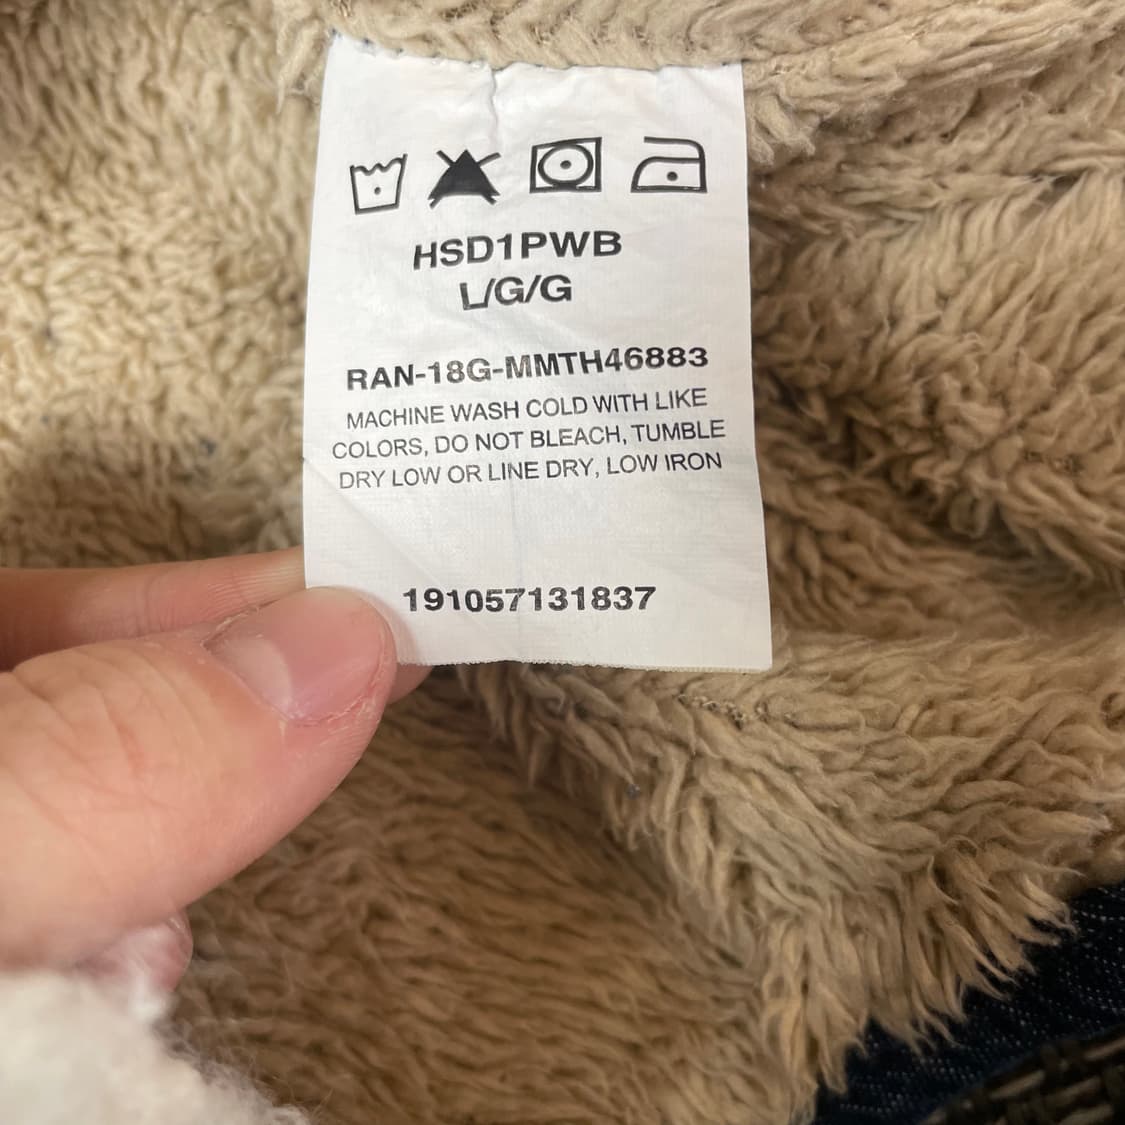 HSD1PWB
L/G/G
RAN-18G-MMTH46883
MACHINE WASH COLD WITH LIKE
COLORS, DO NOT BLEACH, TUMBLE
DRY LOW OR LINE DRY, LOW IRON
191057131837